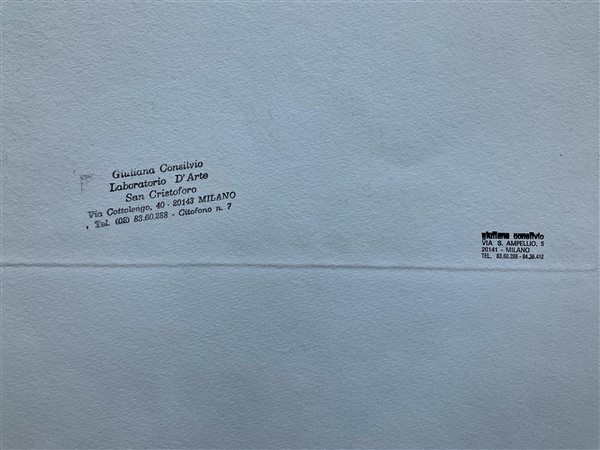 Giuliana Consilvio
Laboratorio D'Arte
San Cristoforo
Via Cottolengo, 40 - 20143 MILANO
Tel. (02) 83.60.288 - Citofono n. 7
giuliana consilvio
VIA S. AMPELLIO, 5
20141 - MILANO
TEL. 83.60.288 - 84.38.412